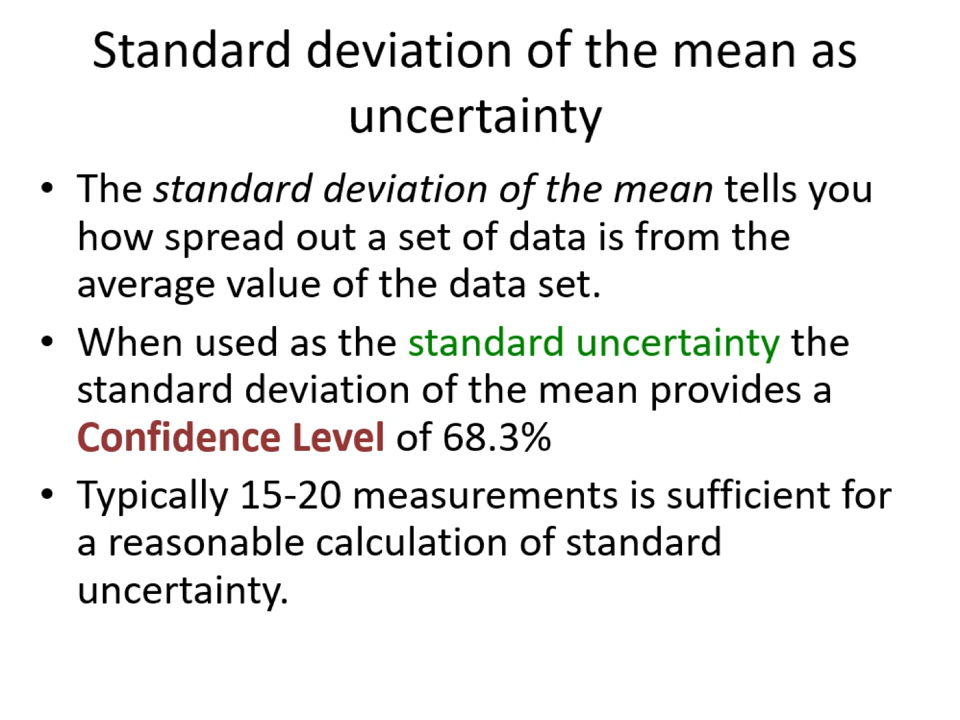 Standard deviation of the mean as
uncertainty
• The standard deviation of the mean tells you
how spread out a set of data is from the
average value of the data set.
• When used as the standard uncertainty the
standard deviation of the mean provides a
Confidence Level of 68.3%
• Typically 15-20 measurements is sufficient for
a reasonable calculation of standard
uncertainty.